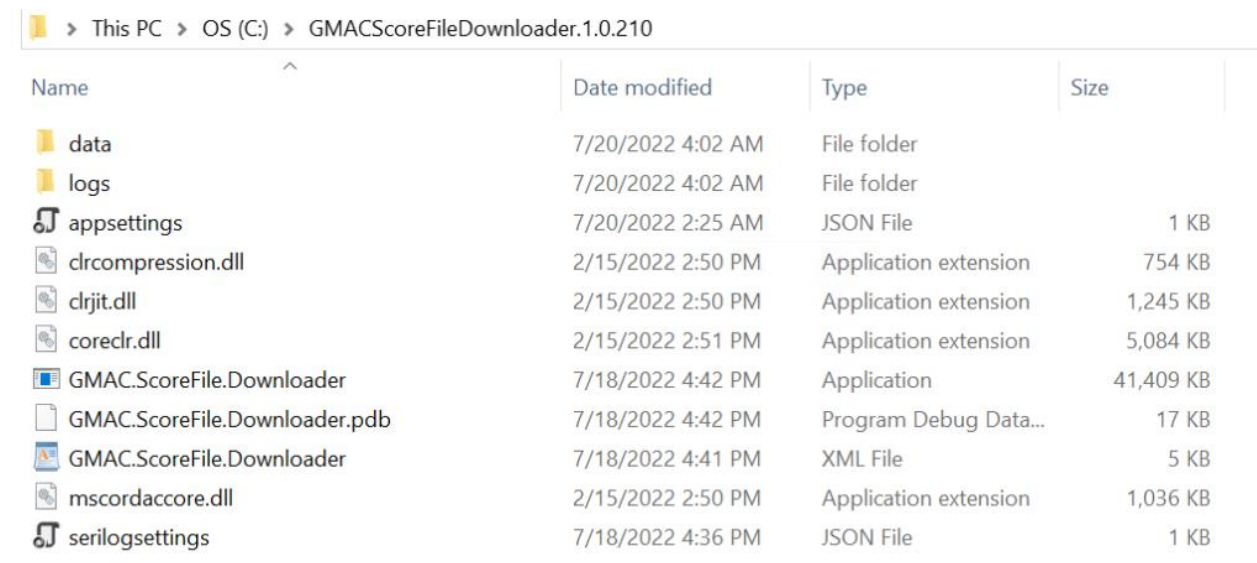 This PC > OS (C:) > GMACScoreFileDownloader.1.0.210
Name Date modified Type Size
data 7/20/2022 4:02 AM File folder
logs 7/20/2022 4:02 AM File folder
appsettings 7/20/2022 2:25 AM JSON File 1 KB
clrcompression.dll 2/15/2022 2:50 PM Application extension 754 KB
clrjit.dll 2/15/2022 2:50 PM Application extension 1,245 KB
coreclr.dll 2/15/2022 2:51 PM Application extension 5,084 KB
GMAC.ScoreFile.Downloader 7/18/2022 4:42 PM Application 41,409 KB
GMAC.ScoreFile.Downloader.pdb 7/18/2022 4:42 PM Program Debug Data... 17 KB
GMAC.ScoreFile.Downloader 7/18/2022 4:41 PM XML File 5 KB
mscordaccore.dll 2/15/2022 2:50 PM Application extension 1,036 KB
serilogsettings 7/18/2022 4:36 PM JSON File 1 KB